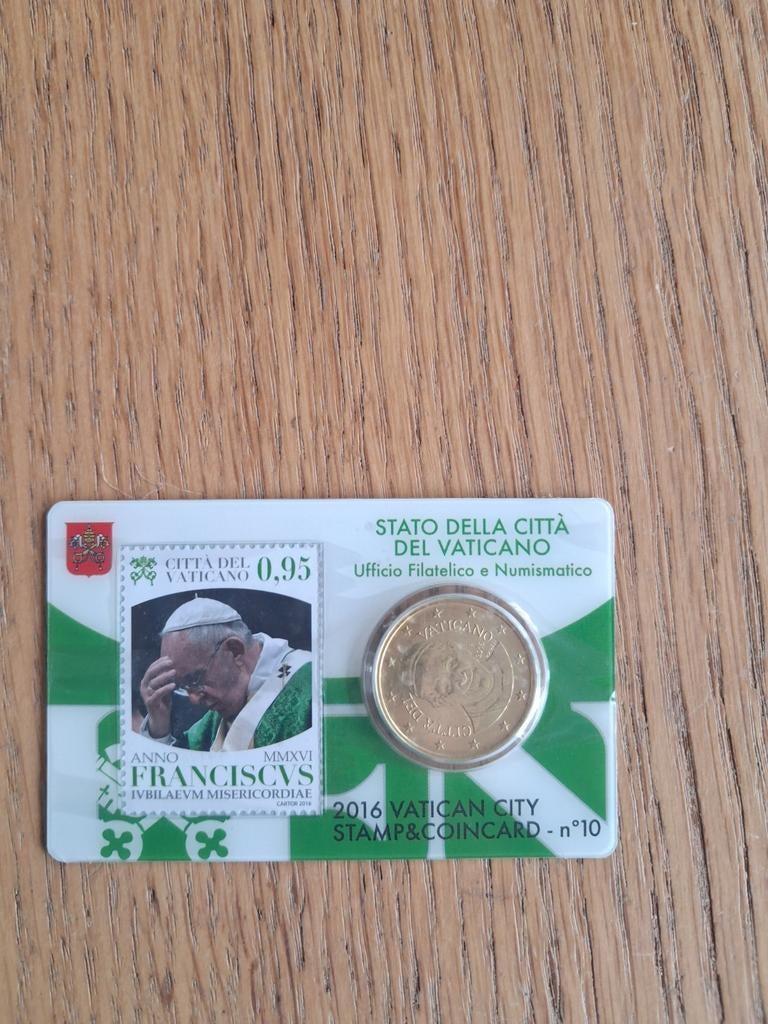 STATO DELLA CITTÀ
DEL VATICANO
Ufficio Filatelico e Numismatico
CITTÀ DEL
VATICANO 0,95
ANNO MMXVI
FRANCISCVS
IVBILAEVM MISERICORDIAE
CARTOR 2016
CITTA' DEL VATICANO
2016 VATICAN CITY
STAMP&COINCARD - n°10